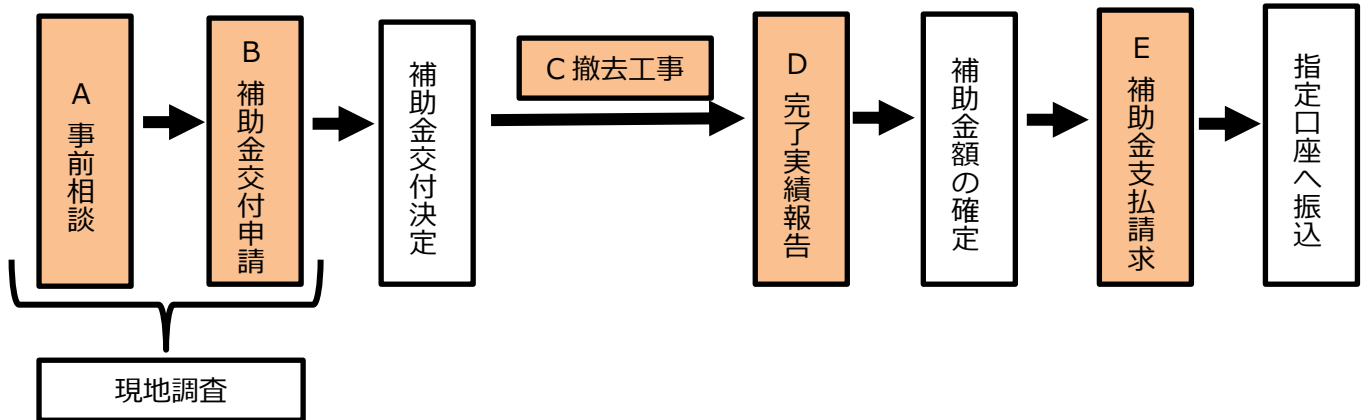 A 事前相談
B 補助金交付申請
補助金交付決定
C 撤去工事
D 完了実績報告
補助金額の確定
E 補助金支払請求
指定口座へ振込
現地調査